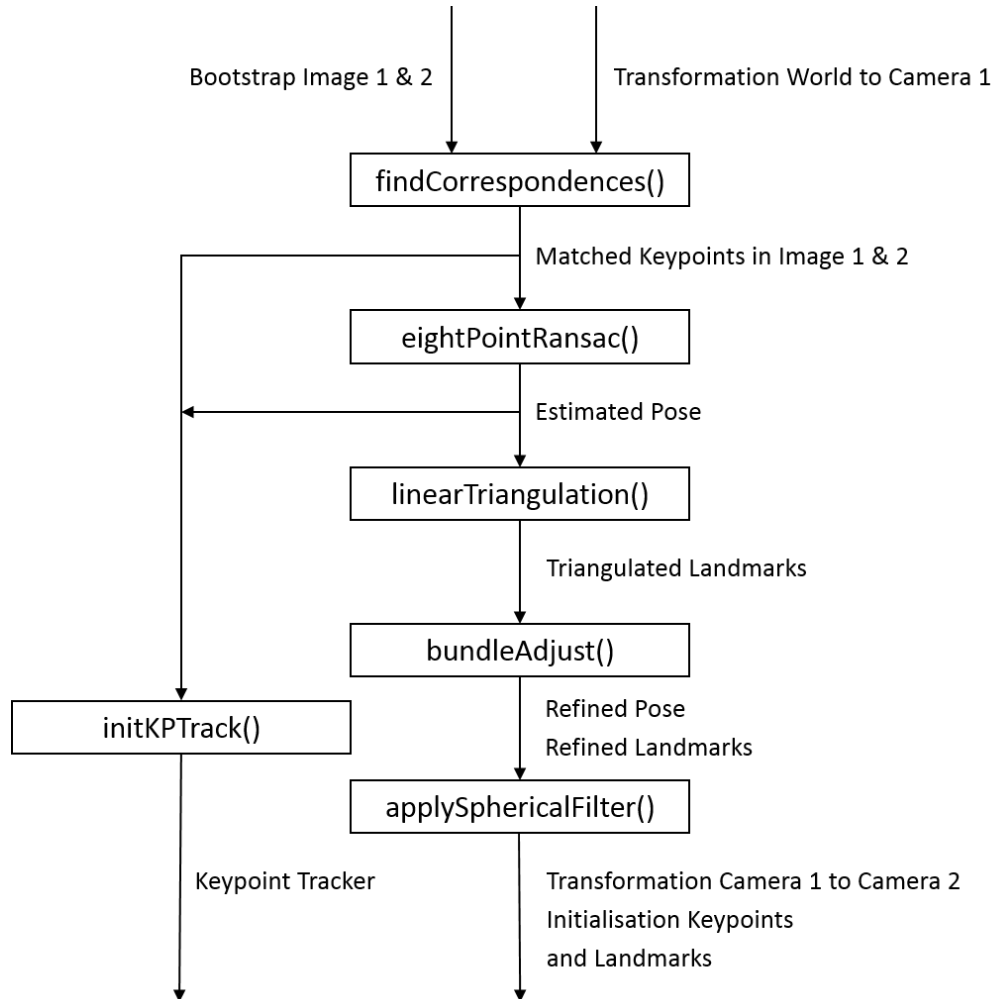 Bootstrap Image 1 & 2
Transformation World to Camera 1
findCorrespondences()
Matched Keypoints in Image 1 & 2
eightPointRansac()
Estimated Pose
linearTriangulation()
Triangulated Landmarks
bundleAdjust()
initKPTrack()
Refined Pose
Refined Landmarks
applySphericalFilter()
Keypoint Tracker
Transformation Camera 1 to Camera 2
Initialisation Keypoints
and Landmarks